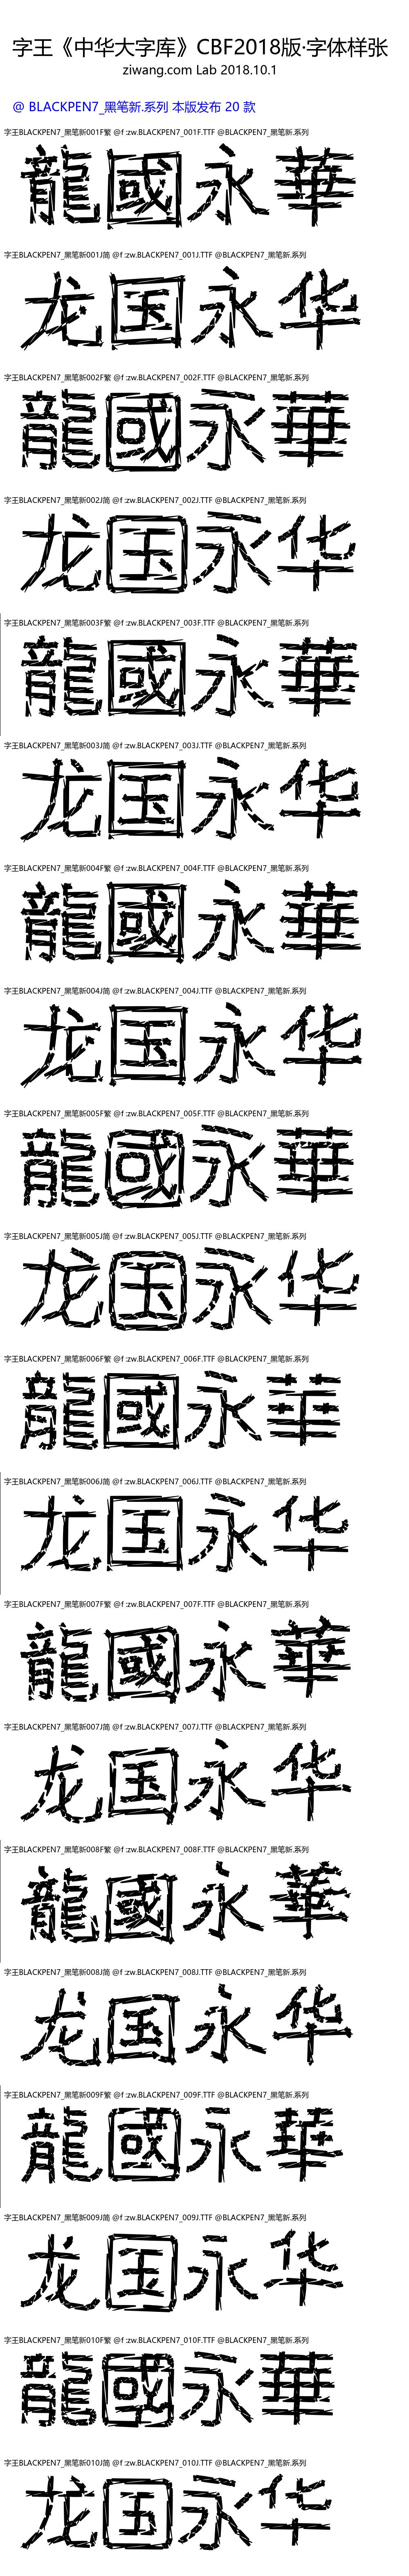 字王《中华大字库》CBF2018版·字体样张
ziwang.com Lab 2018.10.1
@ BLACKPEN7_黑笔新.系列 本版发布 20 款
字王BLACKPEN7_黑笔新001F繁 @f :zw.BLACKPEN7_001F.TTF @BLACKPEN7_黑笔新.系列
龍國永華
字王BLACKPEN7_黑笔新001J简 @f :zw.BLACKPEN7_001J.TTF @BLACKPEN7_黑笔新.系列
龙国永华
字王BLACKPEN7_黑笔新002F繁 @f :zw.BLACKPEN7_002F.TTF @BLACKPEN7_黑笔新.系列
龍國永華
字王BLACKPEN7_黑笔新002J简 @f :zw.BLACKPEN7_002J.TTF @BLACKPEN7_黑笔新.系列
龙国永华
字王BLACKPEN7_黑笔新003F繁 @f :zw.BLACKPEN7_003F.TTF @BLACKPEN7_黑笔新.系列
龍國永華
字王BLACKPEN7_黑笔新003J简 @f :zw.BLACKPEN7_003J.TTF @BLACKPEN7_黑笔新.系列
龙国永华
字王BLACKPEN7_黑笔新004F繁 @f :zw.BLACKPEN7_004F.TTF @BLACKPEN7_黑笔新.系列
龍國永華
字王BLACKPEN7_黑笔新004J简 @f :zw.BLACKPEN7_004J.TTF @BLACKPEN7_黑笔新.系列
龙国永华
字王BLACKPEN7_黑笔新005F繁 @f :zw.BLACKPEN7_005F.TTF @BLACKPEN7_黑笔新.系列
龍國永華
字王BLACKPEN7_黑笔新005J简 @f :zw.BLACKPEN7_005J.TTF @BLACKPEN7_黑笔新.系列
龙国永华
字王BLACKPEN7_黑笔新006F繁 @f :zw.BLACKPEN7_006F.TTF @BLACKPEN7_黑笔新.系列
龍國永華
字王BLACKPEN7_黑笔新006J简 @f :zw.BLACKPEN7_006J.TTF @BLACKPEN7_黑笔新.系列
龙国永华
字王BLACKPEN7_黑笔新007F繁 @f :zw.BLACKPEN7_007F.TTF @BLACKPEN7_黑笔新.系列
龍國永華
字王BLACKPEN7_黑笔新007J简 @f :zw.BLACKPEN7_007J.TTF @BLACKPEN7_黑笔新.系列
龙国永华
字王BLACKPEN7_黑笔新008F繁 @f :zw.BLACKPEN7_008F.TTF @BLACKPEN7_黑笔新.系列
龍國永華
字王BLACKPEN7_黑笔新008J简 @f :zw.BLACKPEN7_008J.TTF @BLACKPEN7_黑笔新.系列
龙国永华
字王BLACKPEN7_黑笔新009F繁 @f :zw.BLACKPEN7_009F.TTF @BLACKPEN7_黑笔新.系列
龍國永華
字王BLACKPEN7_黑笔新009J简 @f :zw.BLACKPEN7_009J.TTF @BLACKPEN7_黑笔新.系列
龙国永华
字王BLACKPEN7_黑笔新010F繁 @f :zw.BLACKPEN7_010F.TTF @BLACKPEN7_黑笔新.系列
龍國永華
字王BLACKPEN7_黑笔新010J简 @f :zw.BLACKPEN7_010J.TTF @BLACKPEN7_黑笔新.系列
龙国永华